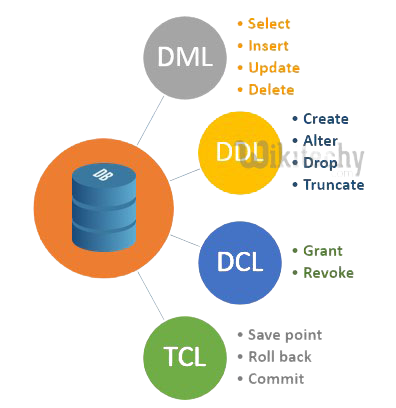 DML
• Select
• Insert
• Update
• Delete
DDL
• Create
• Alter
• Drop
• Truncate
Wikitechy
DB
DCL
• Grant
• Revoke
TCL
• Save point
• Roll back
• Commit